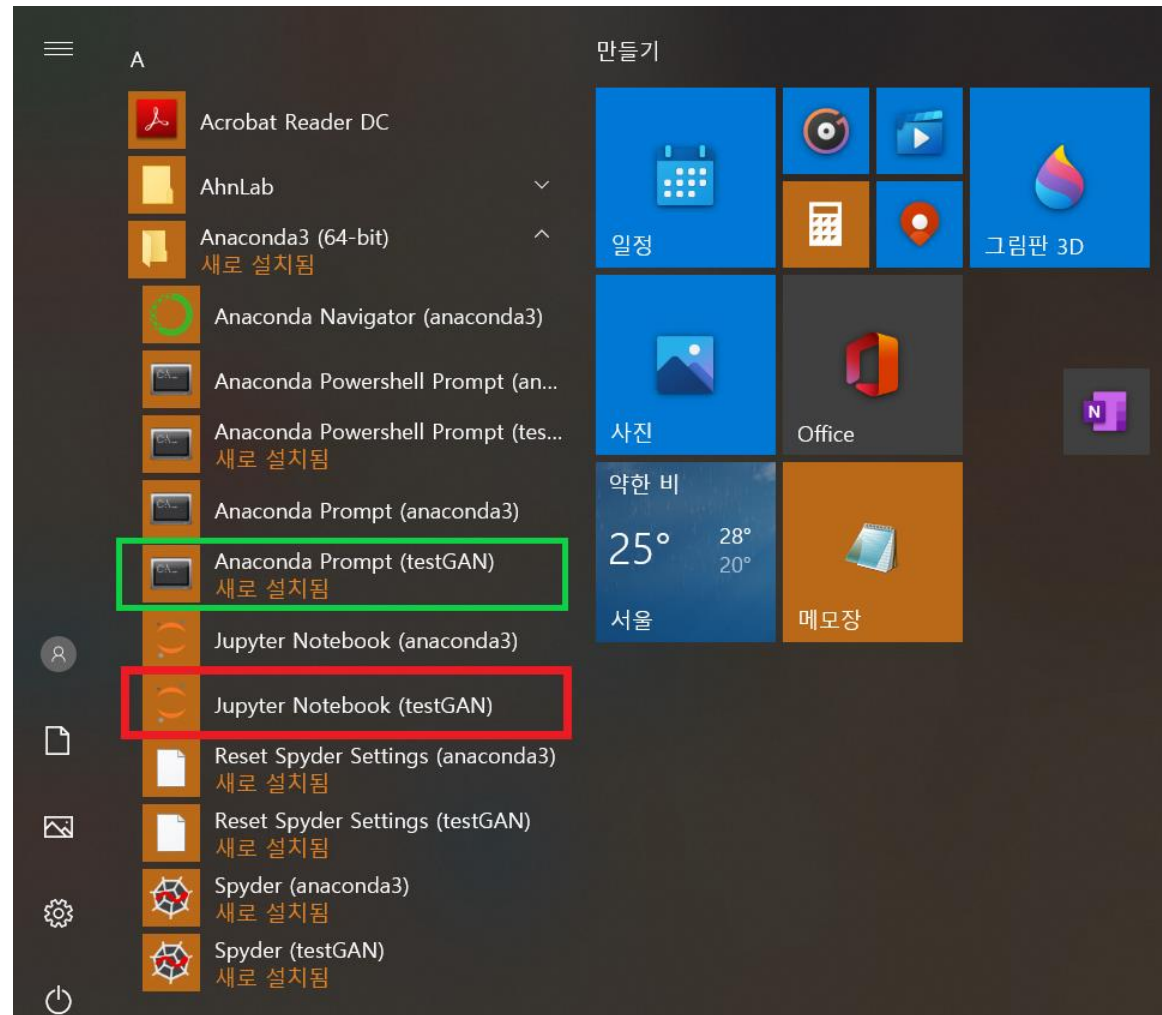 A
Acrobat Reader DC
AhnLab
Anaconda3 (64-bit)
새로 설치됨
Anaconda Navigator (anaconda3)
Anaconda Powershell Prompt (an...
Anaconda Powershell Prompt (tes...
새로 설치됨
Anaconda Prompt (anaconda3)
Anaconda Prompt (testGAN)
새로 설치됨
Jupyter Notebook (anaconda3)
Jupyter Notebook (testGAN)
Reset Spyder Settings (anaconda3)
새로 설치됨
Reset Spyder Settings (testGAN)
새로 설치됨
Spyder (anaconda3)
새로 설치됨
Spyder (testGAN)
새로 설치됨
만들기
일정
그림판 3D
사진
Office
N
약한 비
25°
28°
20°
서울
메모장